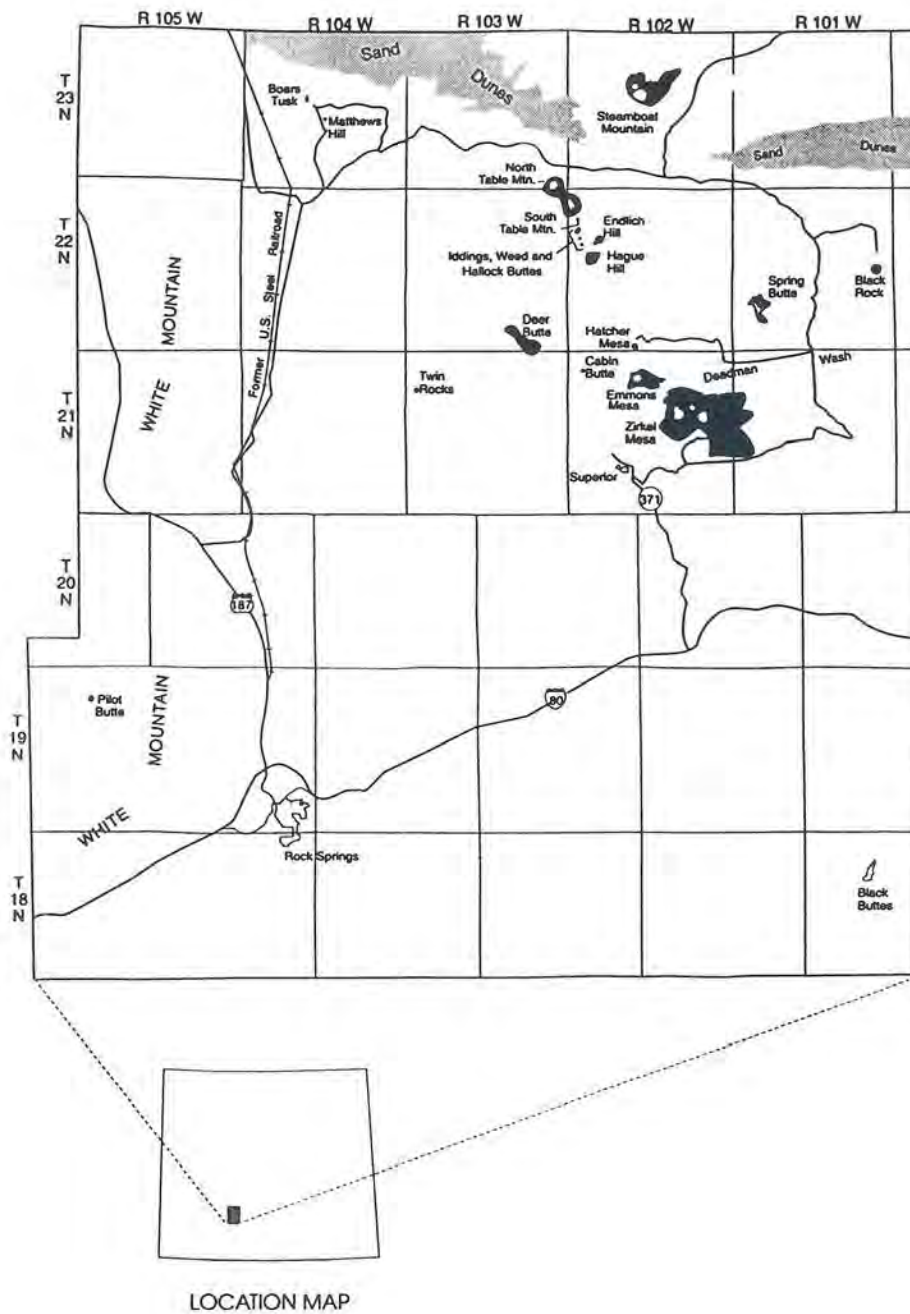 R 105 W
R 104 W
R 103 W
R 102 W
R 101 W
T
23
N
Sand
Dunes
Boars
Tusk
Matthews
Hill
Steamboat
Mountain
Sand
Dunes
North
Table Mtn.
T
22
N
South
Table Mtn.
Endlich
Hill
Iddings, Weed and
Hallock Buttes
Hague
Hill
Spring
Butte
Black
Rock
WHITE
MOUNTAIN
Former
U.S.
Steel
Railroad
Deer
Butte
Hatcher
Mesa
Cabin
Butte
Deadman
Wash
T
21
N
Twin
Rocks
Emmons
Mesa
Zirkel
Mesa
Superior
371
T
20
N
187
T
19
N
Pilot
Butte
WHITE
MOUNTAIN
80
Rock Springs
T
18
N
Black
Buttes
LOCATION MAP